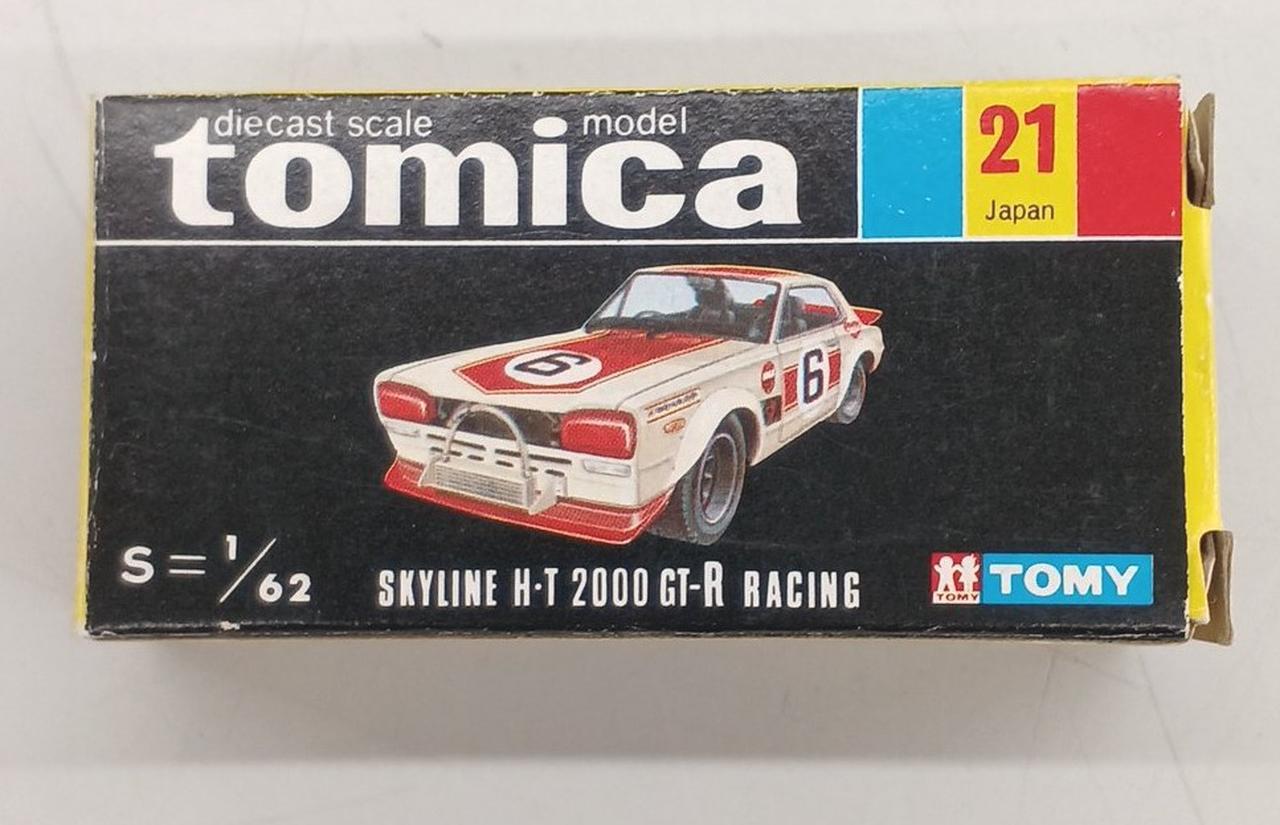 diecast scale model
tomica
21
Japan
6
6
S = 1/62
SKYLINE H·T 2000 GT-R RACING
TOMY
TOMY